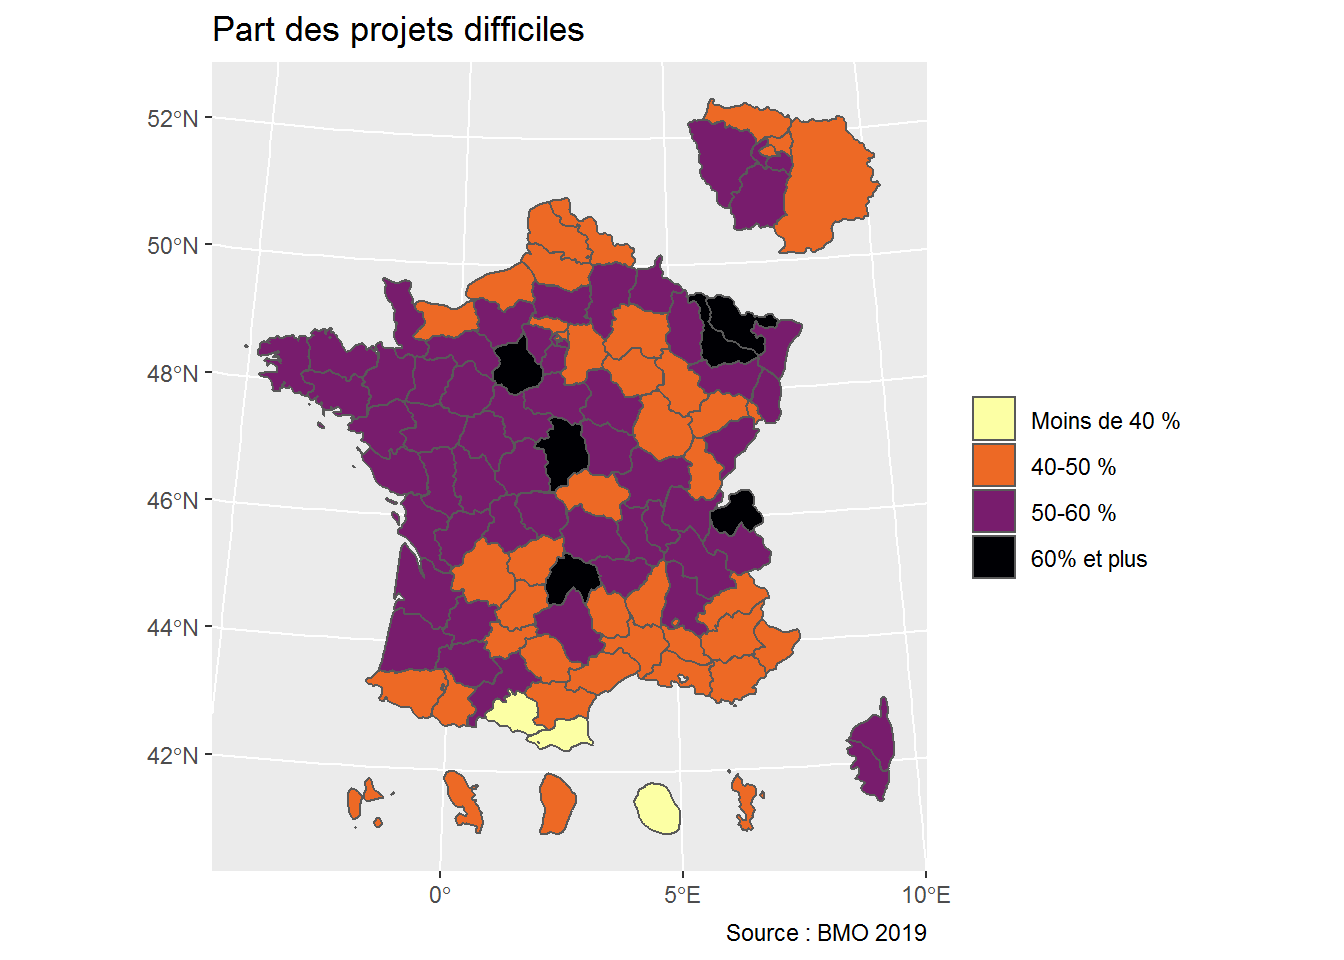 Part des projets difficiles
52°N
50°N
48°N
46°N
44°N
42°N
0°
5°E
10°E
Moins de 40 %
40-50 %
50-60 %
60% et plus
Source : BMO 2019